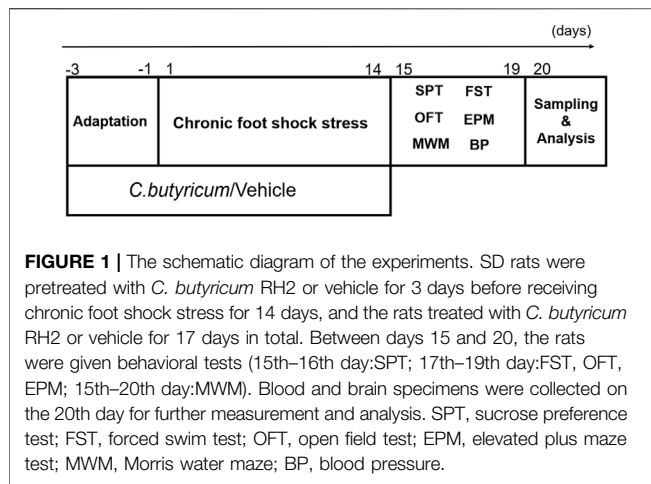 (days)
-3 -1 1 14 15 19 20
Adaptation Chronic foot shock stress SPT FST OFT EPM MWM BP Sampling & Analysis
C.butyricum/Vehicle
FIGURE 1 | The schematic diagram of the experiments. SD rats were
pretreated with C. butyricum RH2 or vehicle for 3 days before receiving
chronic foot shock stress for 14 days, and the rats treated with C. butyricum
RH2 or vehicle for 17 days in total. Between days 15 and 20, the rats
were given behavioral tests (15th–16th day:SPT; 17th–19th day:FST, OFT,
EPM; 15th–20th day:MWM). Blood and brain specimens were collected on
the 20th day for further measurement and analysis. SPT, sucrose preference
test; FST, forced swim test; OFT, open field test; EPM, elevated plus maze
test; MWM, Morris water maze; BP, blood pressure.